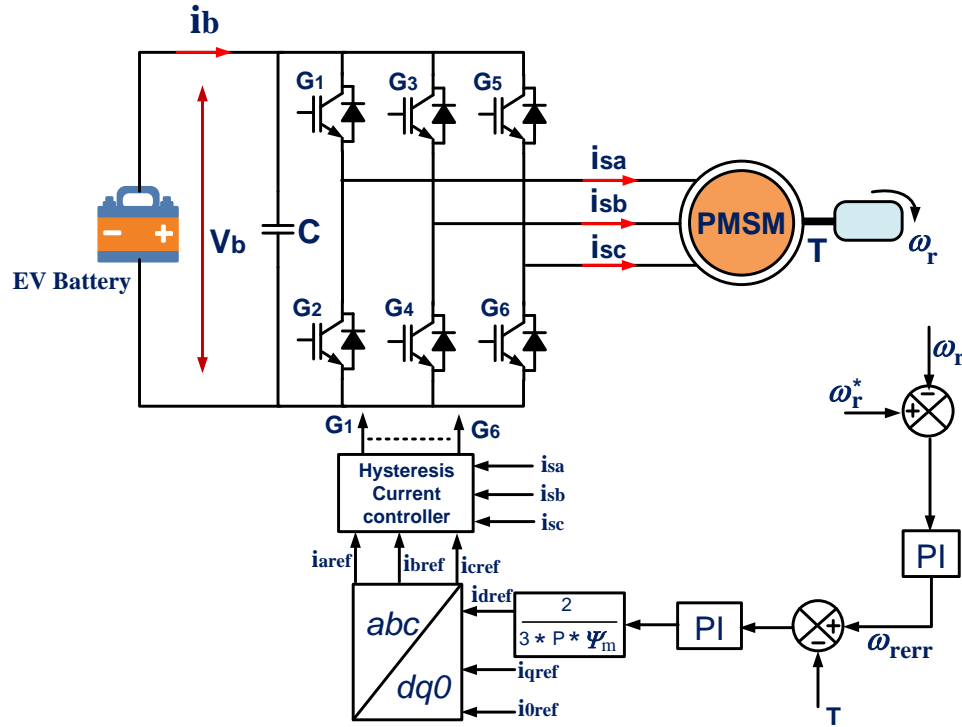 ib
G1
G3
G5
isa
isb
isc
PMSM
T
ωr
− +
Vb
C
EV Battery
G2
G4
G6
ωr
−
ωr*
+
G1
G6
Hysteresis
Current
controller
isa
isb
isc
PI
iaref
ibref
icref
idref
2
3 * P * Ψm
PI
+
−
ωrerr
abc
dq0
iqref
i0ref
T